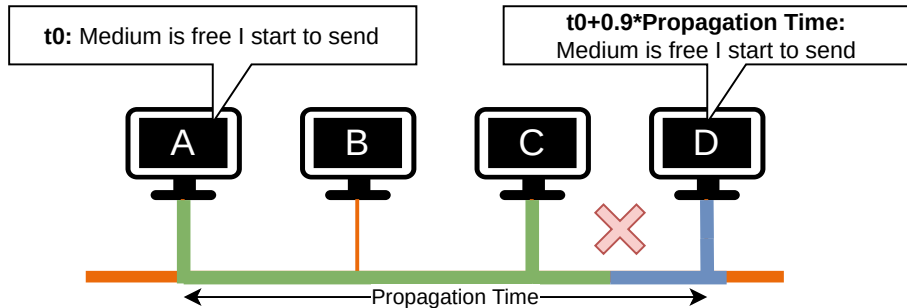 t0: Medium is free I start to send
t0+0.9*Propagation Time:
Medium is free I start to send
A
B
C
D
Propagation Time